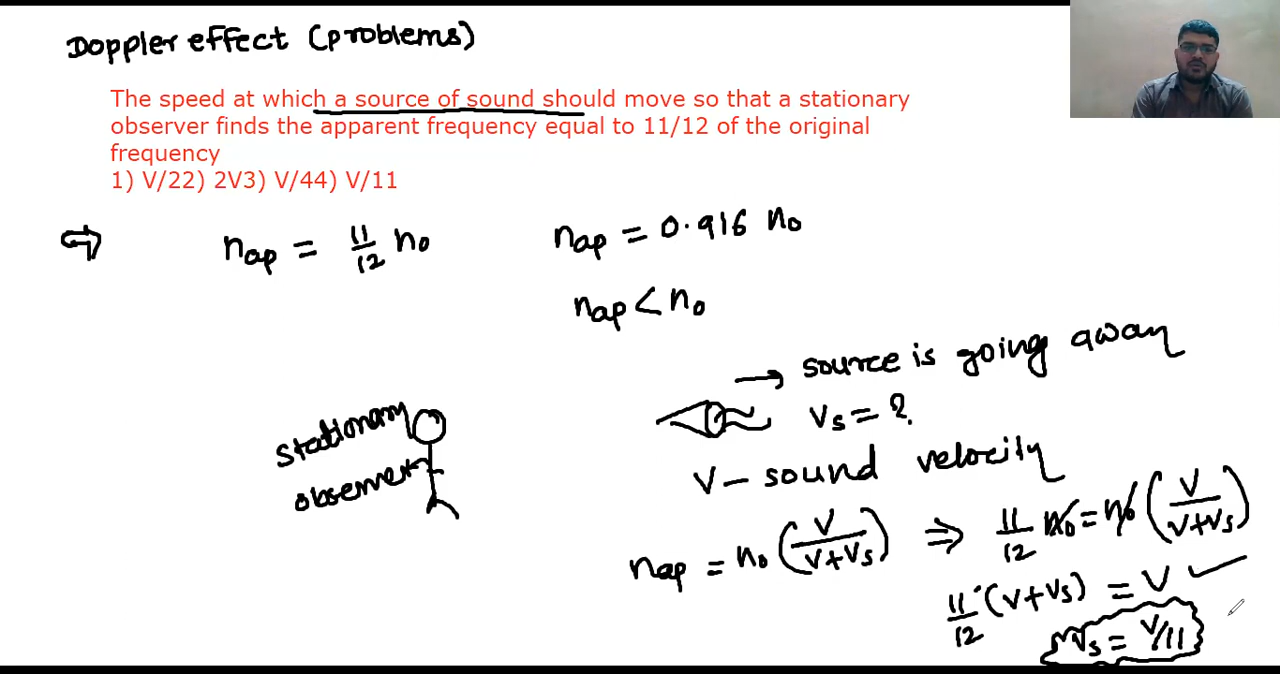 Doppler effect (problems)
The speed at which a source of sound should move so that a stationary
observer finds the apparent frequency equal to 11/12 of the original
frequency
1) V/22) 2V3) V/44) V/11
⇒ nap = 11/12 n₀
nap = 0.916 n₀
nap < n₀
→ source is going away
Vs = ?
stationary
observer
V – sound velocity
nap = n₀ (V/(V+Vs)) ⇒ 11/12 n₀ = n₀ (V/(V+Vs))
11/12 (V+Vs) = V
Vs = V/11